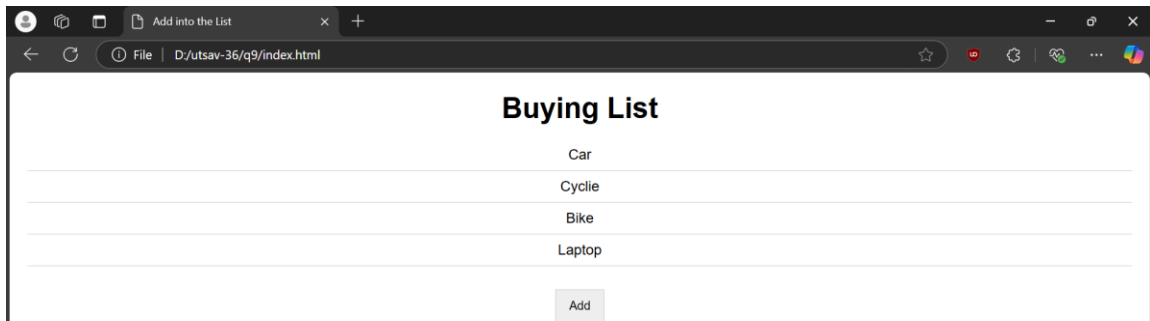 Add into the List
File | D:/utsav-36/q9/index.html
Buying List
Car
Cyclie
Bike
Laptop
Add